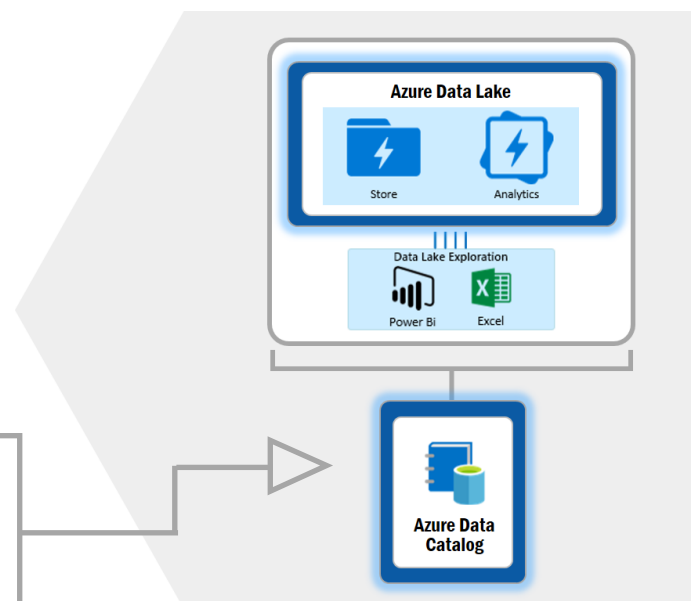 Azure Data Lake
Store
Analytics
Data Lake Exploration
Power Bi
Excel
Azure Data
Catalog